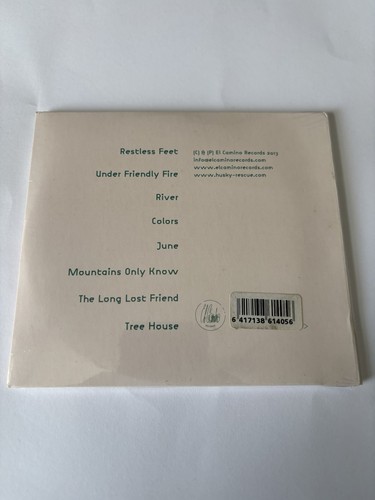 Restless Feet
Under Friendly Fire
River
Colors
June
Mountains Only Know
The Long Lost Friend
Tree House
(C) & (P) El Camino Records 2013
info@elcaminorecords.com
www.elcaminorecords.com
www.husky-rescue.com
6 417138 614056